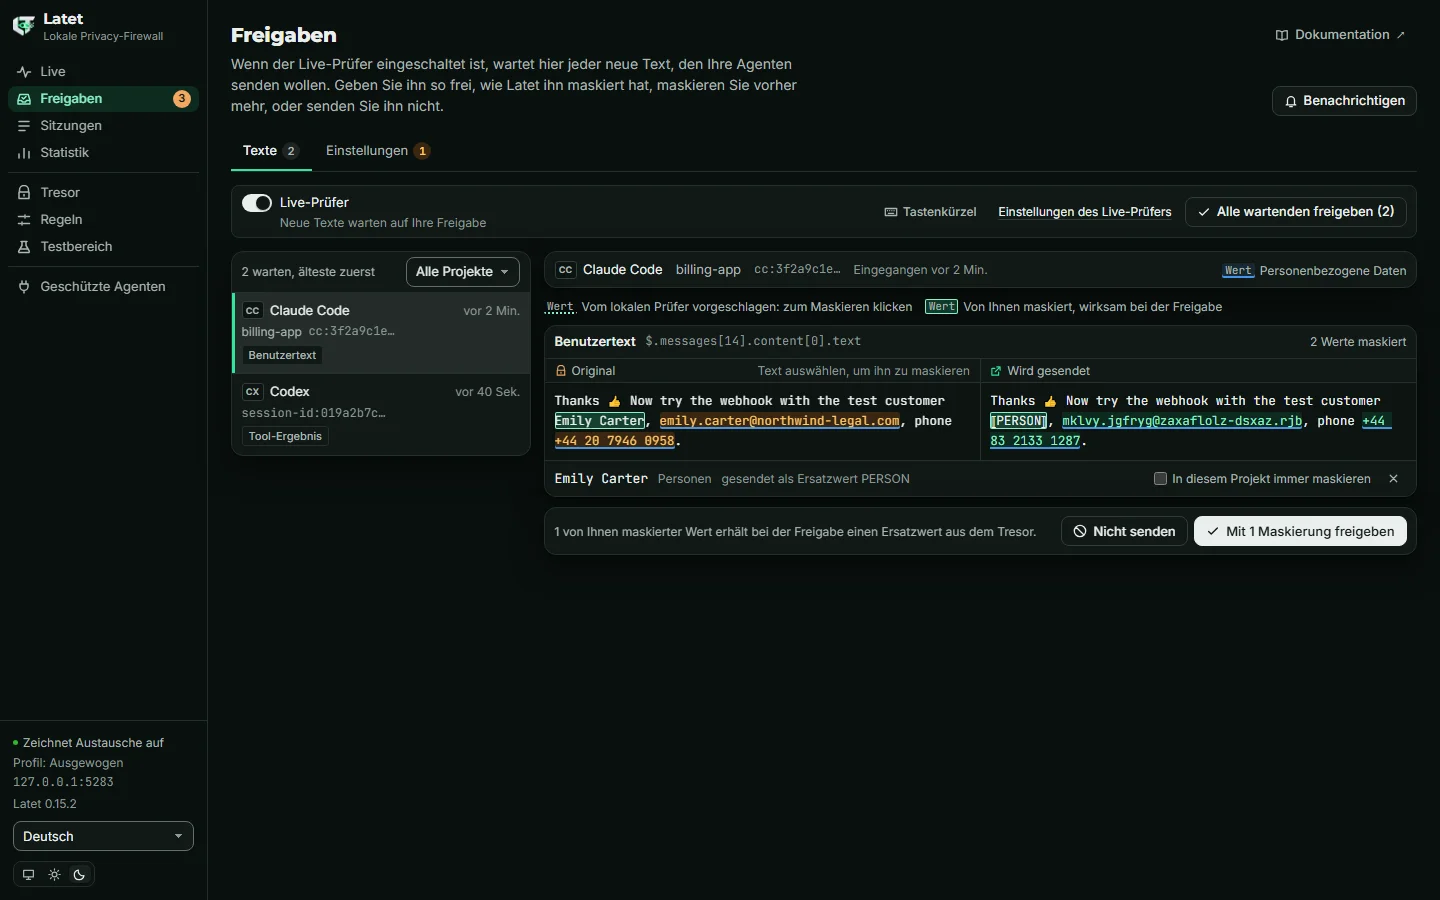 Latet
Lokale Privacy-Firewall
Live
Freigaben 3
Sitzungen
Statistik
Tresor
Regeln
Testbereich
Geschützte Agenten
Zeichnet Austausche auf
Profil: Ausgewogen
127.0.0.1:5283
Latet 0.15.2
Deutsch
Freigaben
Dokumentation ↗
Wenn der Live-Prüfer eingeschaltet ist, wartet hier jeder neue Text, den Ihre Agenten
senden wollen. Geben Sie ihn so frei, wie Latet ihn maskiert hat, maskieren Sie vorher
mehr, oder senden Sie ihn nicht.
Benachrichtigen
Texte 2 Einstellungen 1
Live-Prüfer
Neue Texte warten auf Ihre Freigabe
Tastenkürzel Einstellungen des Live-Prüfers Alle wartenden freigeben (2)
2 warten, älteste zuerst Alle Projekte
CC Claude Code vor 2 Min.
billing-app cc:3f2a9c1e…
Benutzertext
CX Codex vor 40 Sek.
session-id:019a2b7c…
Tool-Ergebnis
CC Claude Code billing-app cc:3f2a9c1e… Eingegangen vor 2 Min. Wert Personenbezogene Daten
Wert Vom lokalen Prüfer vorgeschlagen: zum Maskieren klicken Wert Von Ihnen maskiert, wirksam bei der Freigabe
Benutzertext $.messages[14].content[0].text 2 Werte maskiert
Original Text auswählen, um ihn zu maskieren
Thanks 👍 Now try the webhook with the test customer
Emily Carter, emily.carter@northwind-legal.com, phone
+44 20 7946 0958.
Wird gesendet
Thanks 👍 Now try the webhook with the test customer
[PERSON], mklvy.jgfryg@zaxaflolz-dsxaz.rjb, phone +44
83 2133 1287.
Emily Carter Personen gesendet als Ersatzwert PERSON In diesem Projekt immer maskieren ×
1 von Ihnen maskierter Wert erhält bei der Freigabe einen Ersatzwert aus dem Tresor. Nicht senden Mit 1 Maskierung freigeben